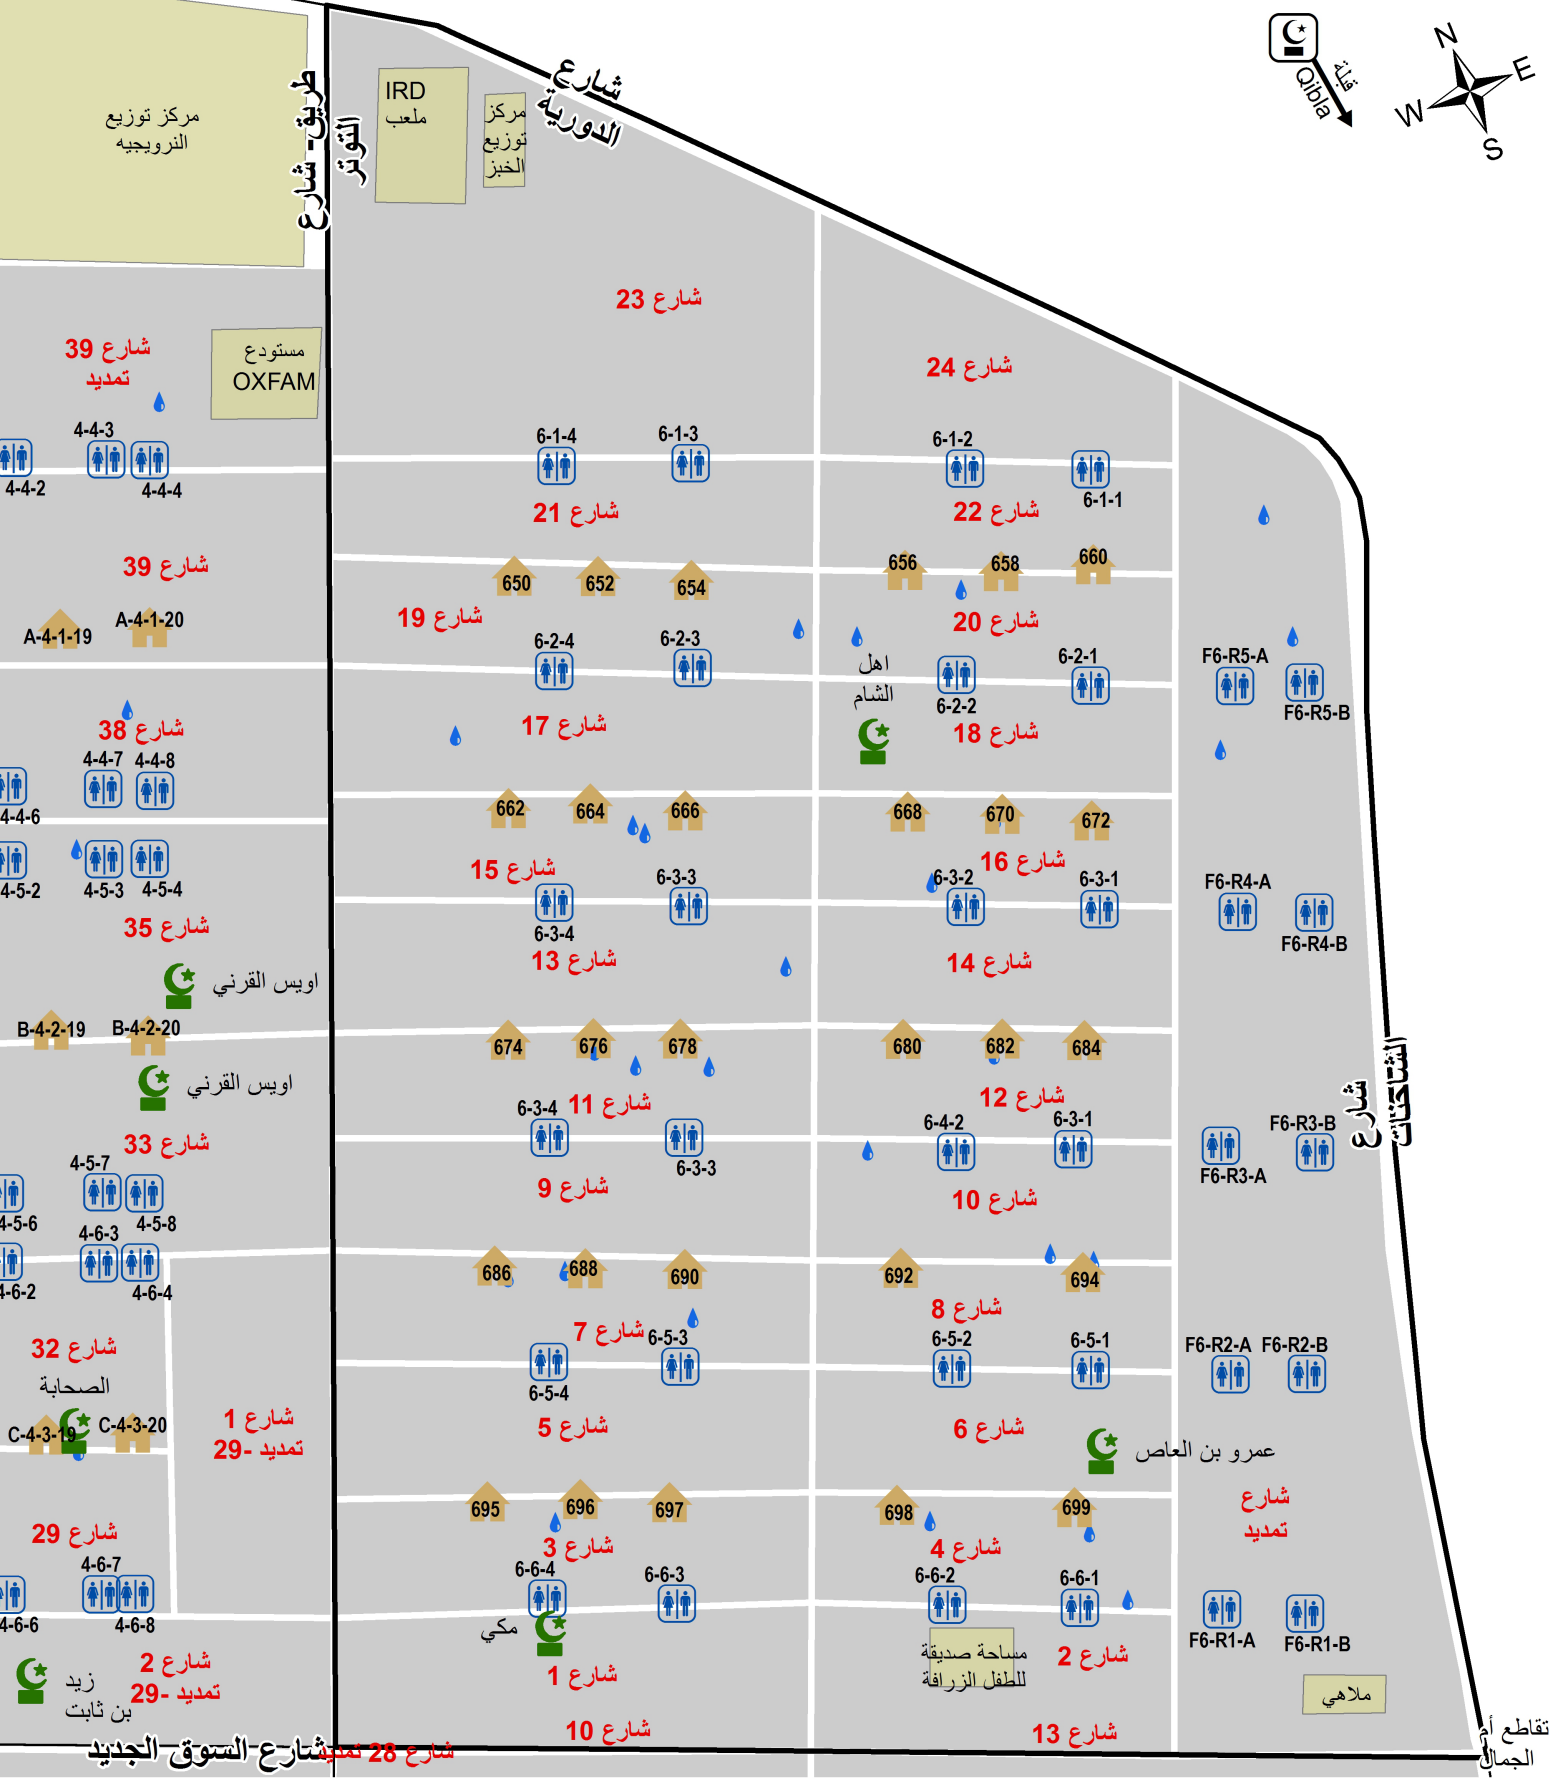 N
E
W
S
قبلة
Qibla
شارع
الدورية
طريق- شارع
التوتر
IRD
ملعب
مركز
توزيع
الخبز
مركز توزيع
النرويجيه
شارع 23
شارع 24
شارع 39
تمديد
مستودع
OXFAM
4-4-3
4-4-2
4-4-4
6-1-4
6-1-3
6-1-2
6-1-1
شارع 21
شارع 22
شارع 39
650
652
654
656
658
660
شارع 19
شارع 20
A-4-1-19
A-4-1-20
6-2-4
6-2-3
اهل
الشام
6-2-2
6-2-1
F6-R5-A
F6-R5-B
شارع 38
شارع 17
شارع 18
4-4-7
4-4-8
4-4-6
662
664
666
668
670
672
شارع 15
شارع 16
4-5-2
4-5-3
4-5-4
6-3-4
6-3-3
6-3-2
6-3-1
F6-R4-A
F6-R4-B
شارع 35
شارع 13
شارع 14
اويس القرني
B-4-2-19
B-4-2-20
674
676
678
680
682
684
اويس القرني
شارع 11
شارع 12
شارع
الشاحنات
شارع 33
6-3-4
6-3-3
6-4-2
6-3-1
F6-R3-A
F6-R3-B
4-5-7
4-5-6
4-5-8
شارع 9
شارع 10
4-6-3
4-6-2
4-6-4
686
688
690
692
694
شارع 7
شارع 8
شارع 32
الصحابة
6-5-4
6-5-3
6-5-2
6-5-1
F6-R2-A
F6-R2-B
C-4-3-19
C-4-3-20
شارع 1
تمديد -29
شارع 5
شارع 6
عمرو بن العاص
695
696
697
698
699
شارع
تمديد
شارع 29
شارع 3
شارع 4
4-6-7
4-6-6
4-6-8
6-6-4
6-6-3
6-6-2
6-6-1
F6-R1-A
F6-R1-B
مكي
مساحة صديقة
للطفل الزرافة
شارع 2
تمديد -29
زيد
بن ثابت
شارع 1
شارع 2
ملاهي
شارع 10
شارع 13
شارع السوق الجديد
شارع 28 تمديد
تقاطع أم
الجمال